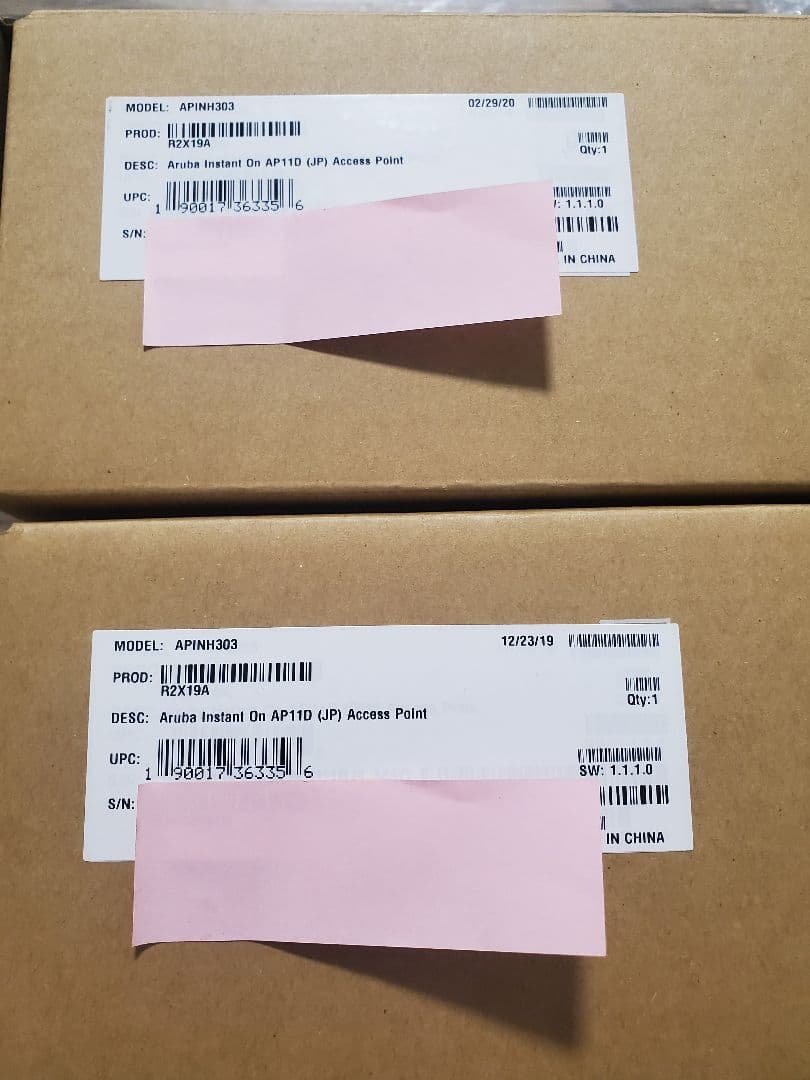 MODEL: APINH303 02/29/20
PROD: R2X19A
Qty:1
DESC: Aruba Instant On AP11D (JP) Access Point
UPC: 1 90017 36335 6
: 1.1.1.0
S/N:
IN CHINA
MODEL: APINH303 12/23/19
PROD: R2X19A
Qty:1
DESC: Aruba Instant On AP11D (JP) Access Point
UPC: 1 90017 36335 6
SW: 1.1.1.0
S/N:
IN CHINA